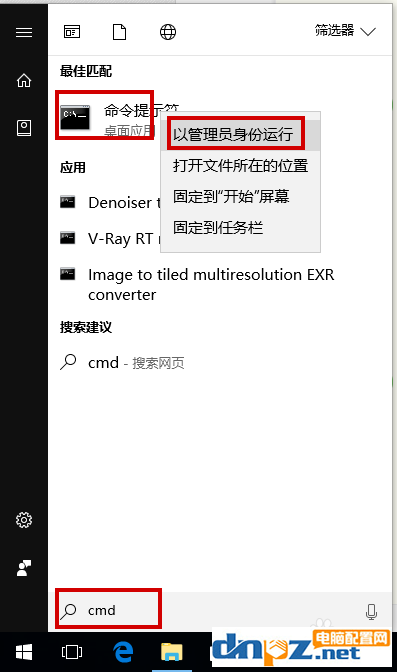 筛选器
最佳匹配
命令提示符
桌面应用
以管理员身份运行
打开文件所在的位置
固定到“开始”屏幕
固定到任务栏
应用
Denoiser t
V-Ray RT r
Image to tiled multiresolution EXR
converter
搜索建议
cmd - 搜索网页
cmd
电脑配置网
dnpz.net